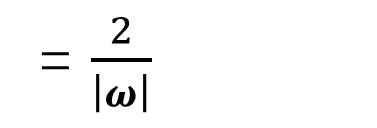 = 2 / |𝝎|